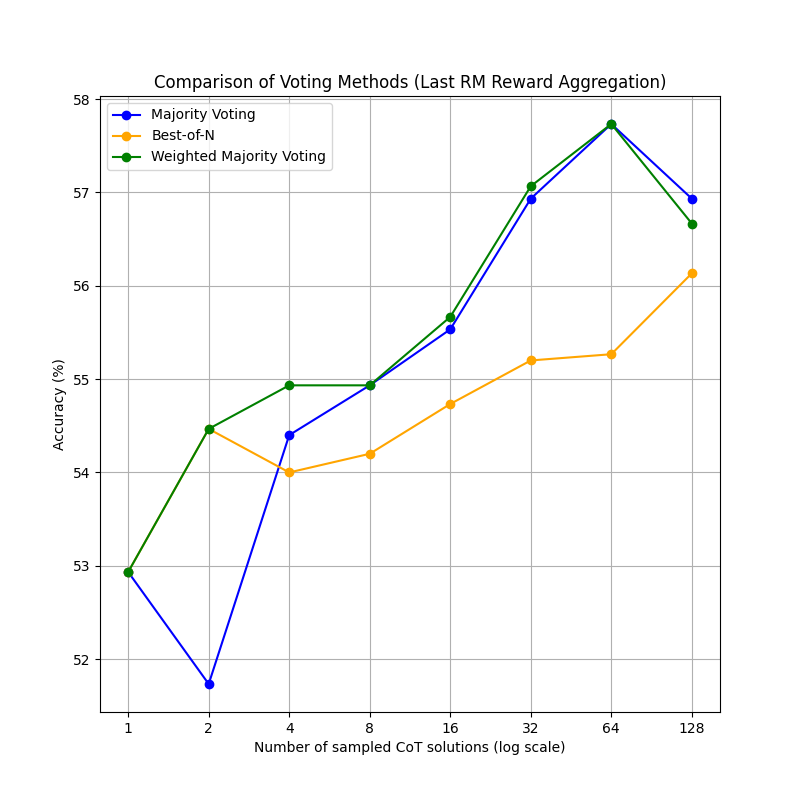 Comparison of Voting Methods (Last RM Reward Aggregation)
Majority Voting
Best-of-N
Weighted Majority Voting
58
57
56
55
54
53
52
Accuracy (%)
1 2 4 8 16 32 64 128
Number of sampled CoT solutions (log scale)